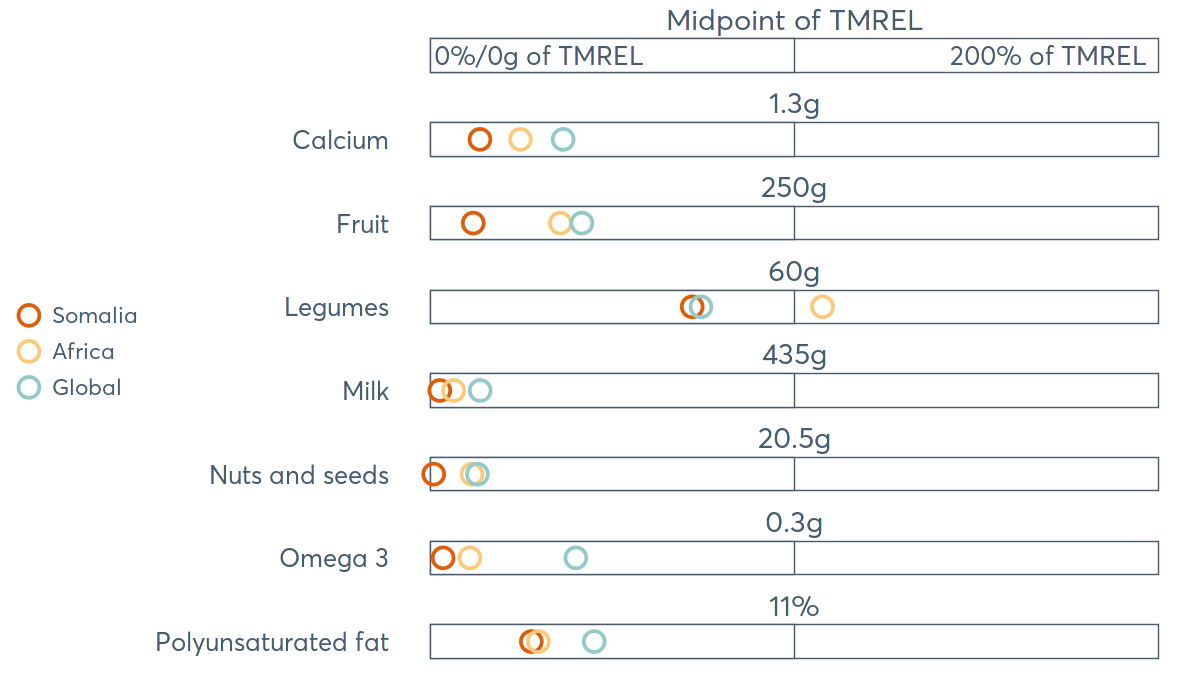 Midpoint of TMREL
0%/0g of TMREL
200% of TMREL
1.3g
Calcium
250g
Fruit
60g
Legumes
435g
Milk
20.5g
Nuts and seeds
0.3g
Omega 3
11%
Polyunsaturated fat
Somalia
Africa
Global